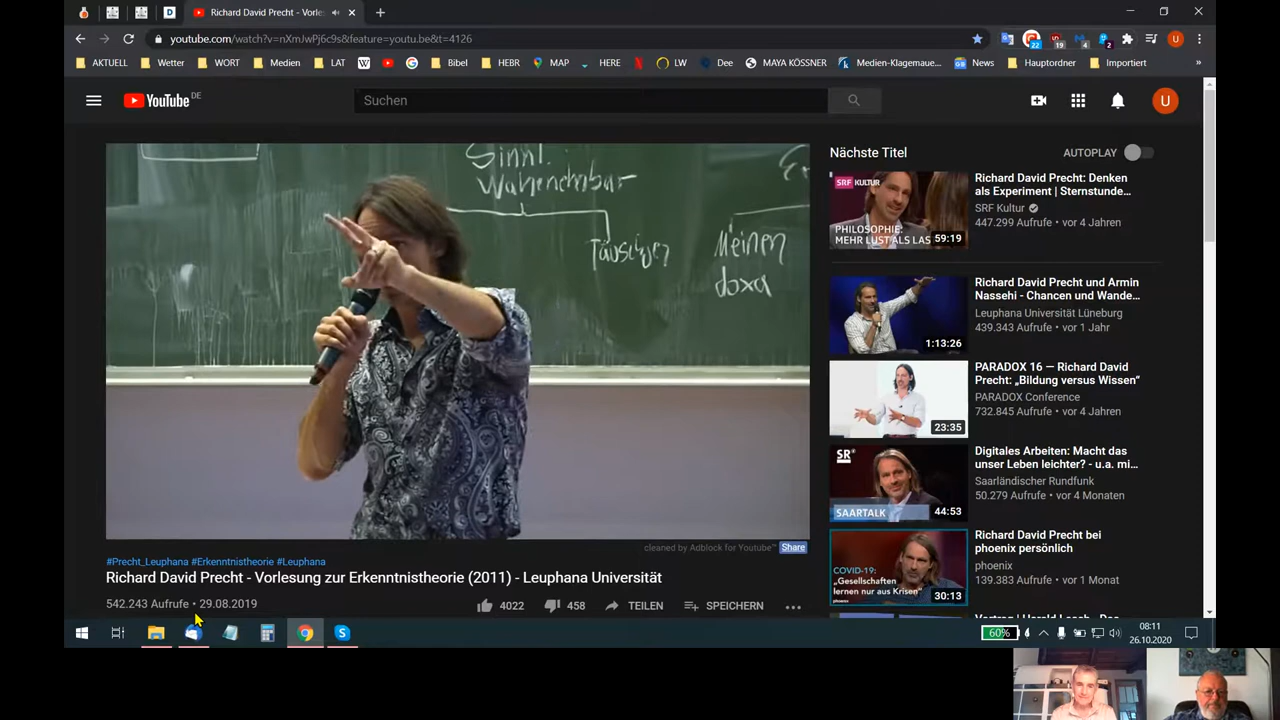 Richard David Precht - Vorles
youtube.com/watch?v=nXmJwPj6c9s&feature=youtu.be&t=4126
22
19
4
2
U
AKTUELL
Wetter
WORT
Medien
LAT
W
Bibel
HEBR
MAP
HERE
LW
Dee
MAYA KÖSSNER
Medien-Klagemaue...
News
Hauptordner
Importiert
»
YouTube DE
Suchen
U
Sinnl.
Täuschen
Meinen
doxa
Nächste Titel
AUTOPLAY
SRF KULTUR
PHILOSOPHIE:
MEHR LUST ALS LAS
59:19
Richard David Precht: Denken
als Experiment | Sternstunde...
SRF Kultur
447.299 Aufrufe • vor 4 Jahren
1:13:26
Richard David Precht und Armin
Nassehi - Chancen und Wande...
Leuphana Universität Lüneburg
439.343 Aufrufe • vor 1 Jahr
23:35
PARADOX 16 — Richard David
Precht: „Bildung versus Wissen“
PARADOX Conference
732.845 Aufrufe • vor 4 Jahren
SR
SAARTALK
44:53
Digitales Arbeiten: Macht das
unser Leben leichter? - u.a. mi...
Saarländischer Rundfunk
50.279 Aufrufe • vor 4 Monaten
COVID-19:
„Gesellschaften
lernen nur aus Krisen“
phoenix
30:13
Richard David Precht bei
phoenix persönlich
phoenix
139.383 Aufrufe • vor 1 Monat
cleaned by Adblock for Youtube™ Share
#Precht_Leuphana #Erkenntnistheorie #Leuphana
Richard David Precht - Vorlesung zur Erkenntnistheorie (2011) - Leuphana Universität
542.243 Aufrufe • 29.08.2019
4022
458
TEILEN
SPEICHERN
60%
08:11
26.10.2020